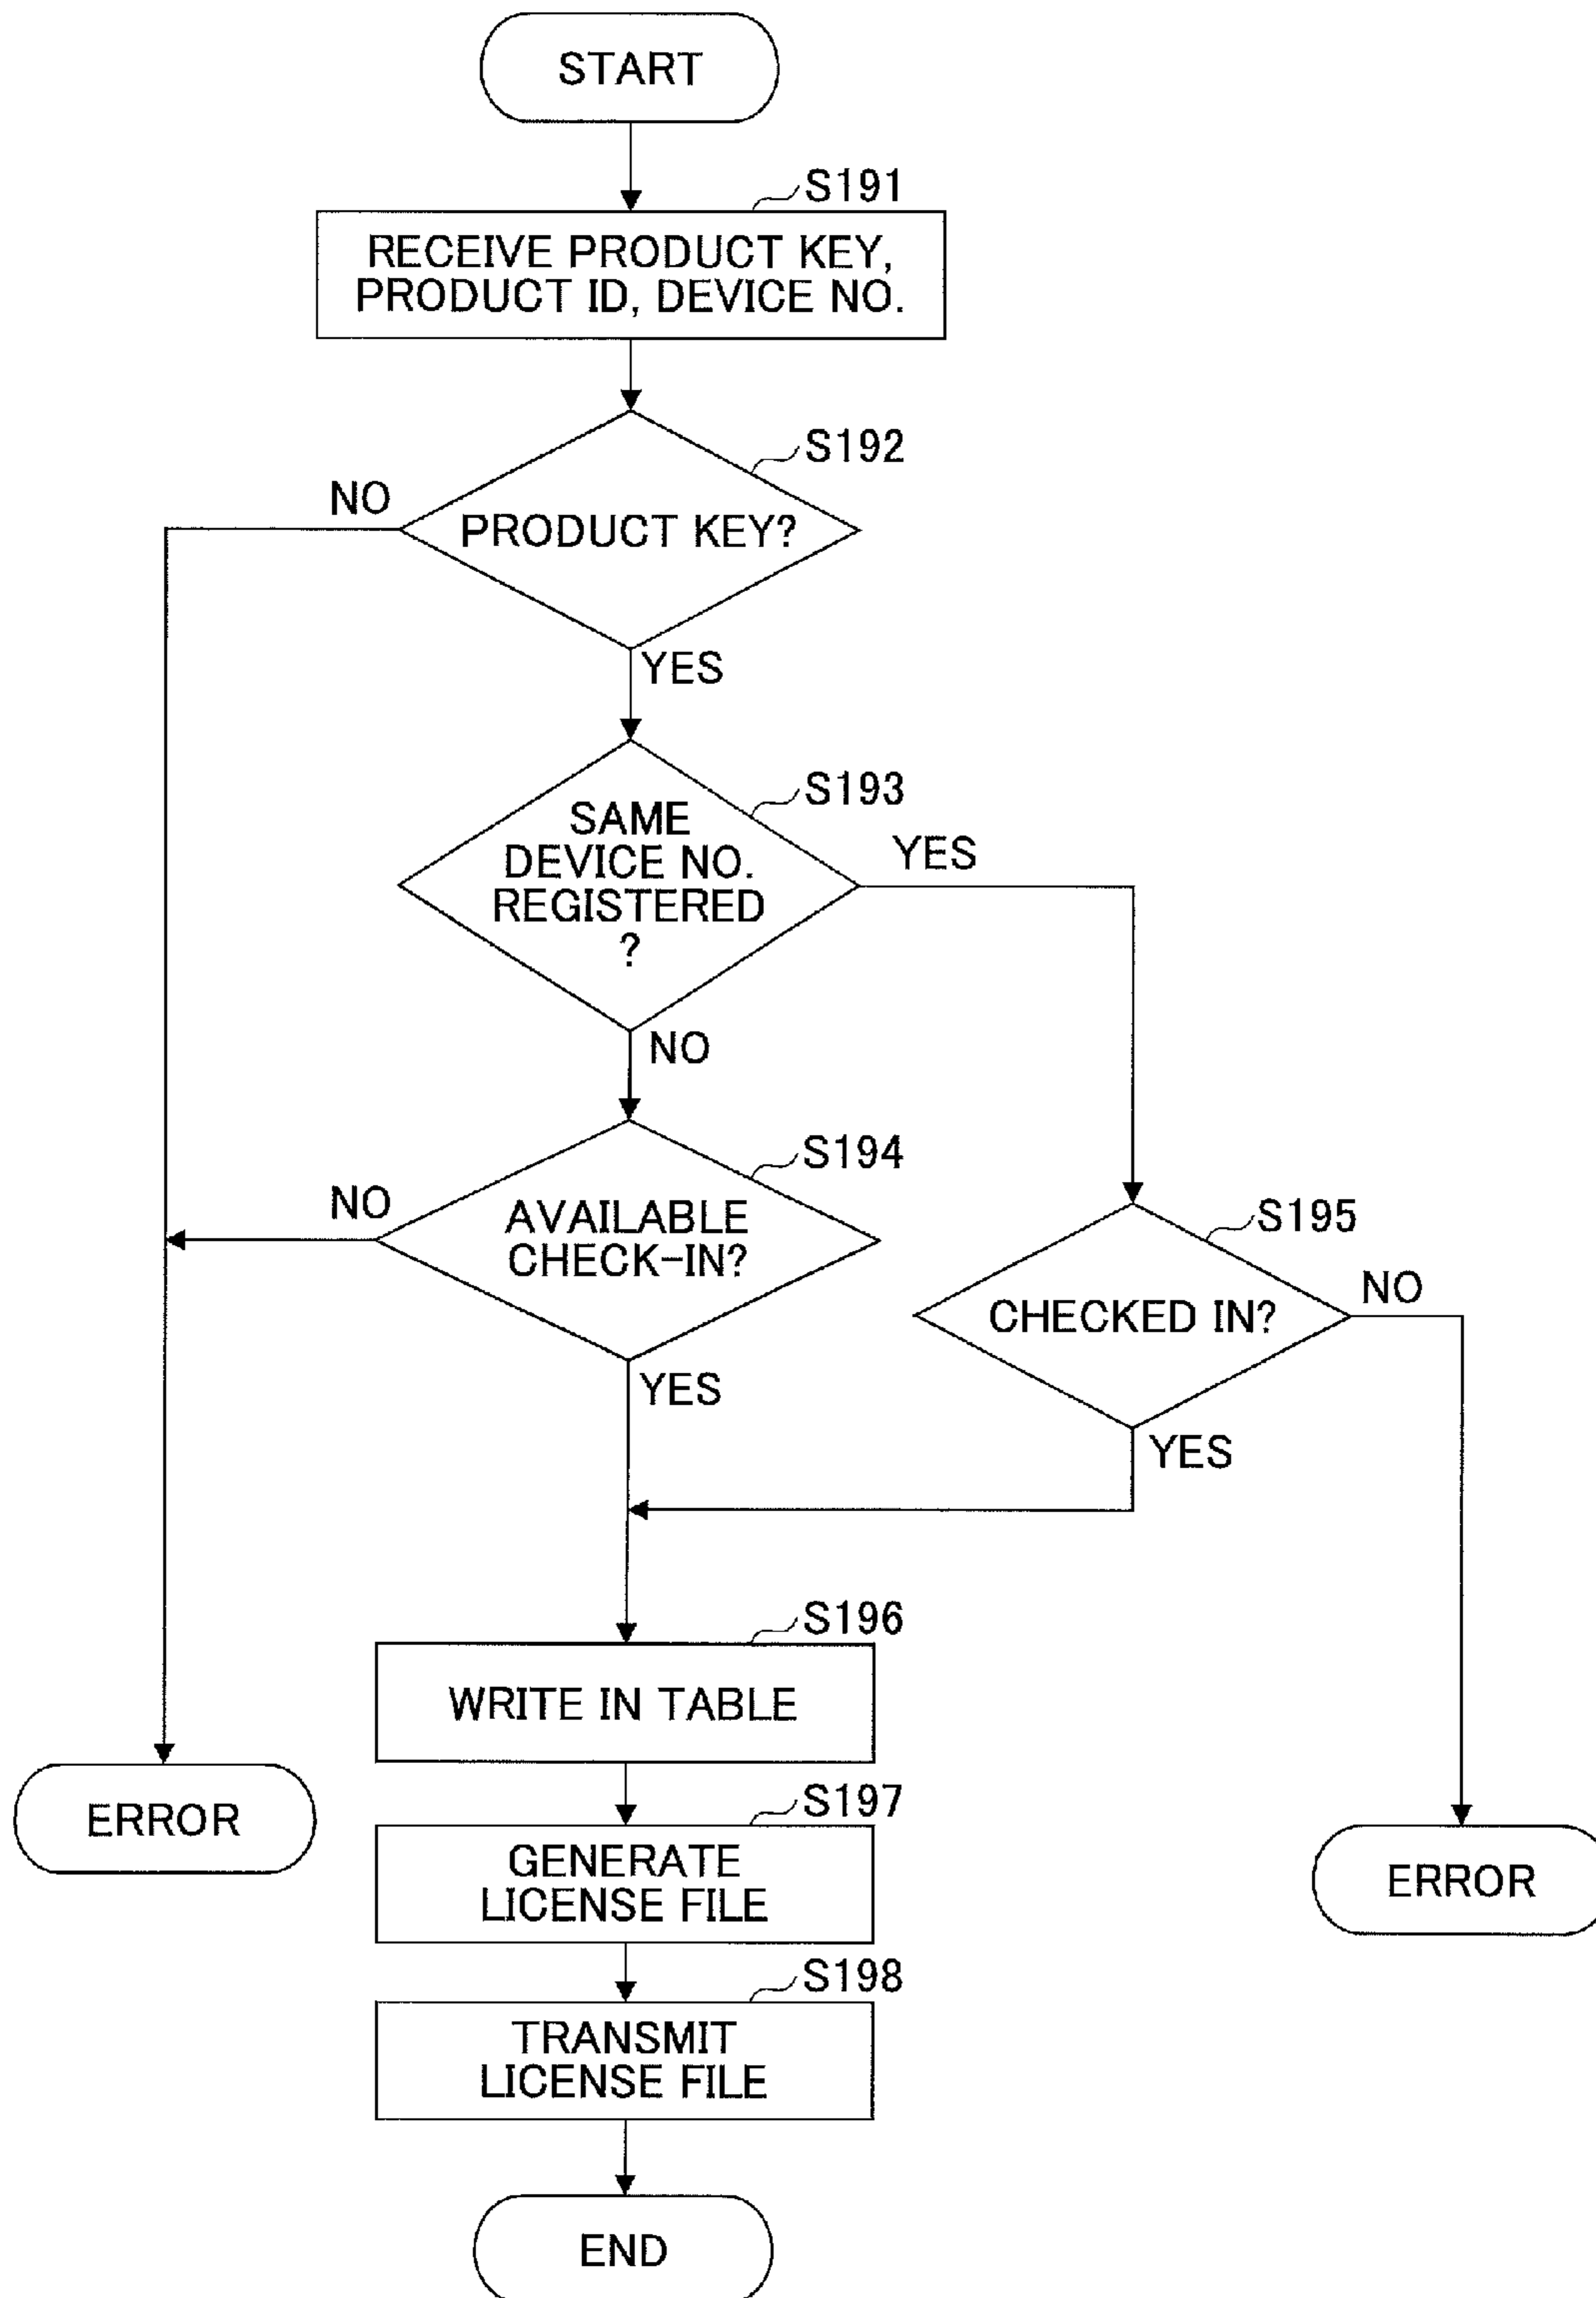 START
S191
RECEIVE PRODUCT KEY,
PRODUCT ID, DEVICE NO.
S192
NO
PRODUCT KEY?
YES
S193
SAME
DEVICE NO.
REGISTERED
?
YES
NO
S194
NO
AVAILABLE
CHECK-IN?
YES
S195
CHECKED IN?
NO
YES
S196
WRITE IN TABLE
ERROR
S197
GENERATE
LICENSE FILE
ERROR
S198
TRANSMIT
LICENSE FILE
END